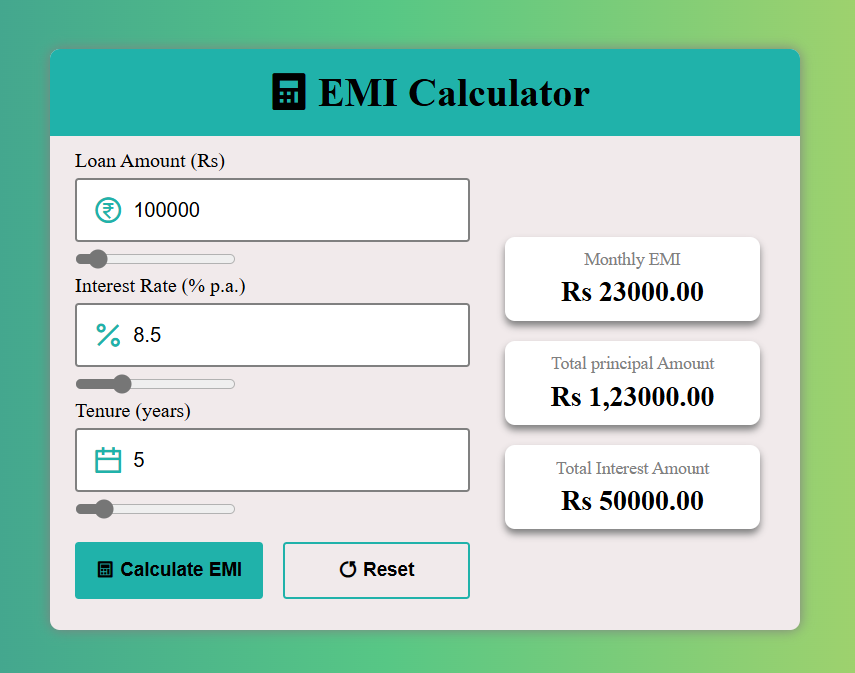 EMI Calculator
Loan Amount (Rs)
100000
Interest Rate (% p.a.)
8.5
Tenure (years)
5
Calculate EMI
Reset
Monthly EMI
Rs 23000.00
Total principal Amount
Rs 1,23000.00
Total Interest Amount
Rs 50000.00